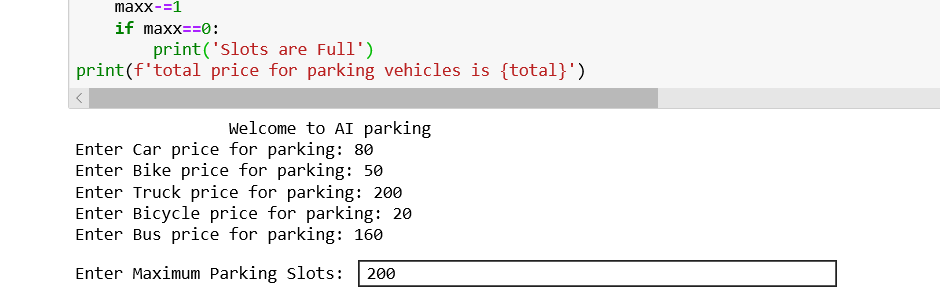 maxx-=1
if maxx==0:
print('Slots are Full')
print(f'total price for parking vehicles is {total}')
Welcome to AI parking
Enter Car price for parking: 80
Enter Bike price for parking: 50
Enter Truck price for parking: 200
Enter Bicycle price for parking: 20
Enter Bus price for parking: 160
Enter Maximum Parking Slots: 200